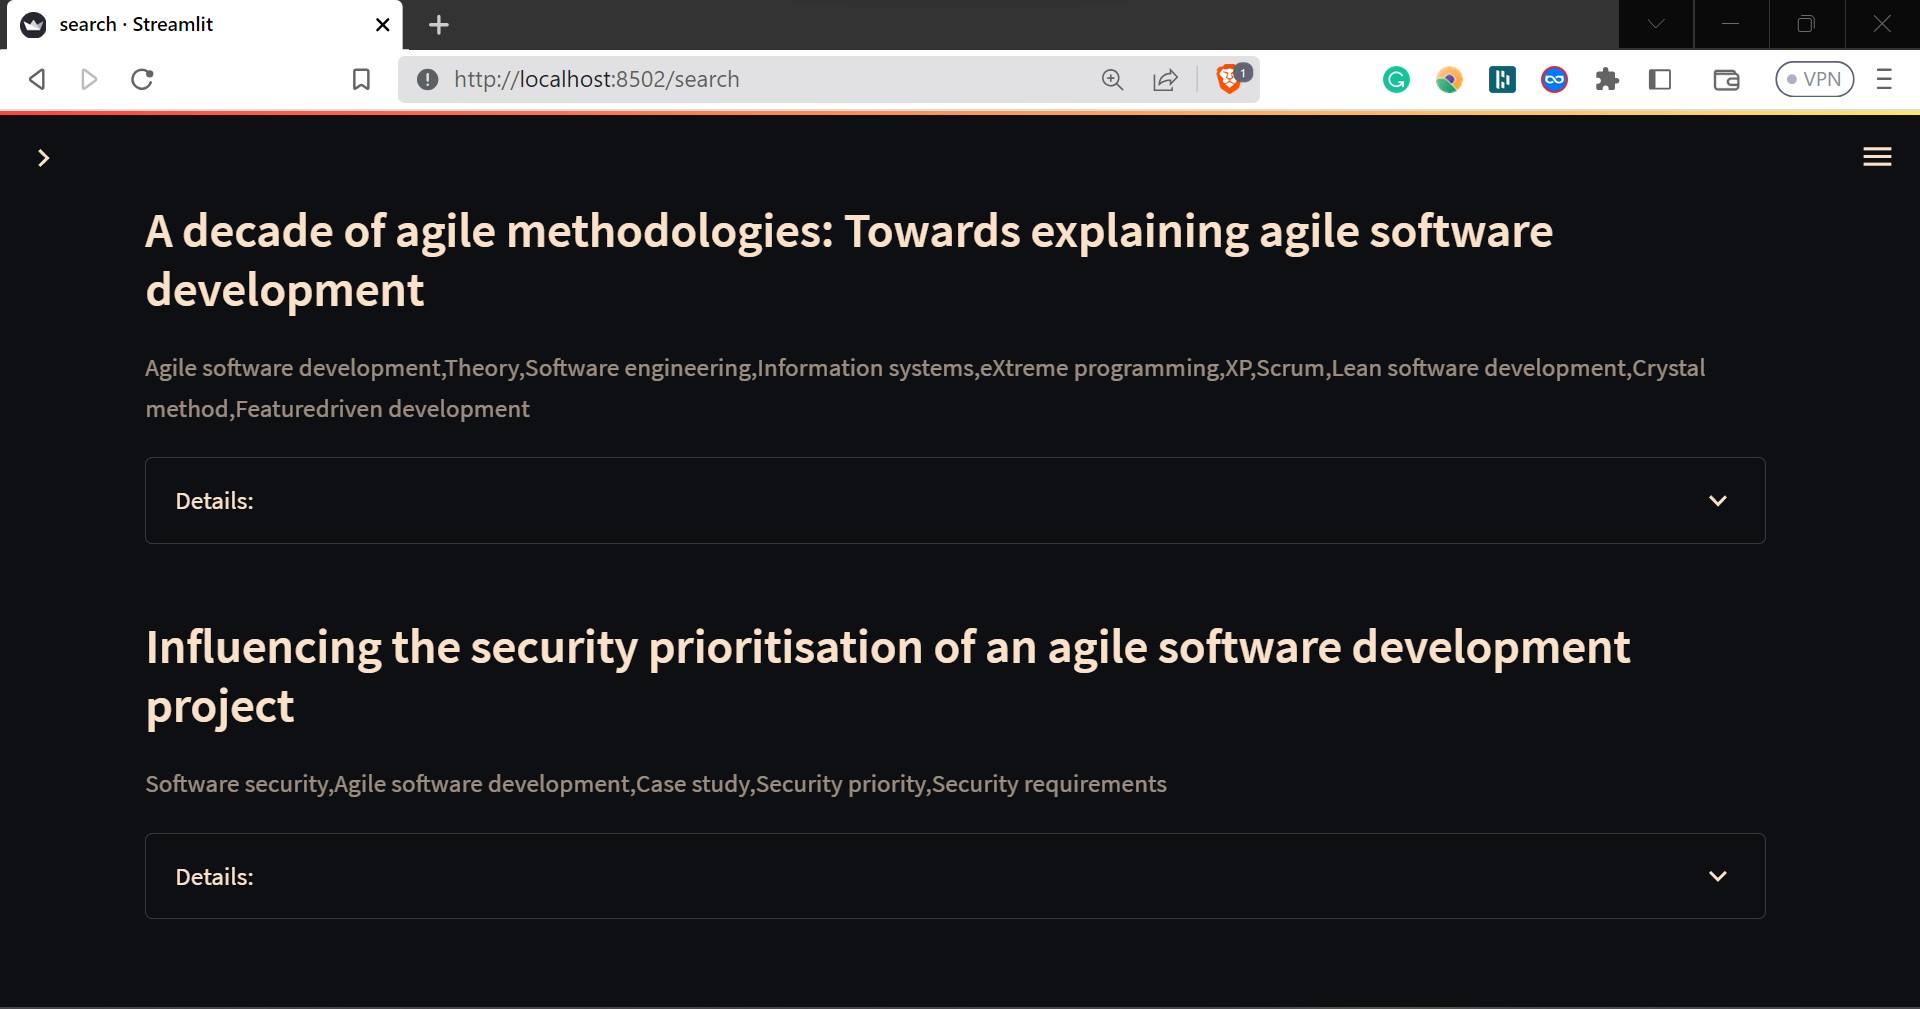 search · Streamlit
http://localhost:8502/search
1
VPN
A decade of agile methodologies: Towards explaining agile software
development
Agile software development,Theory,Software engineering,Information systems,eXtreme programming,XP,Scrum,Lean software development,Crystal
method,Featuredriven development
Details:
Influencing the security prioritisation of an agile software development
project
Software security,Agile software development,Case study,Security priority,Security requirements
Details: